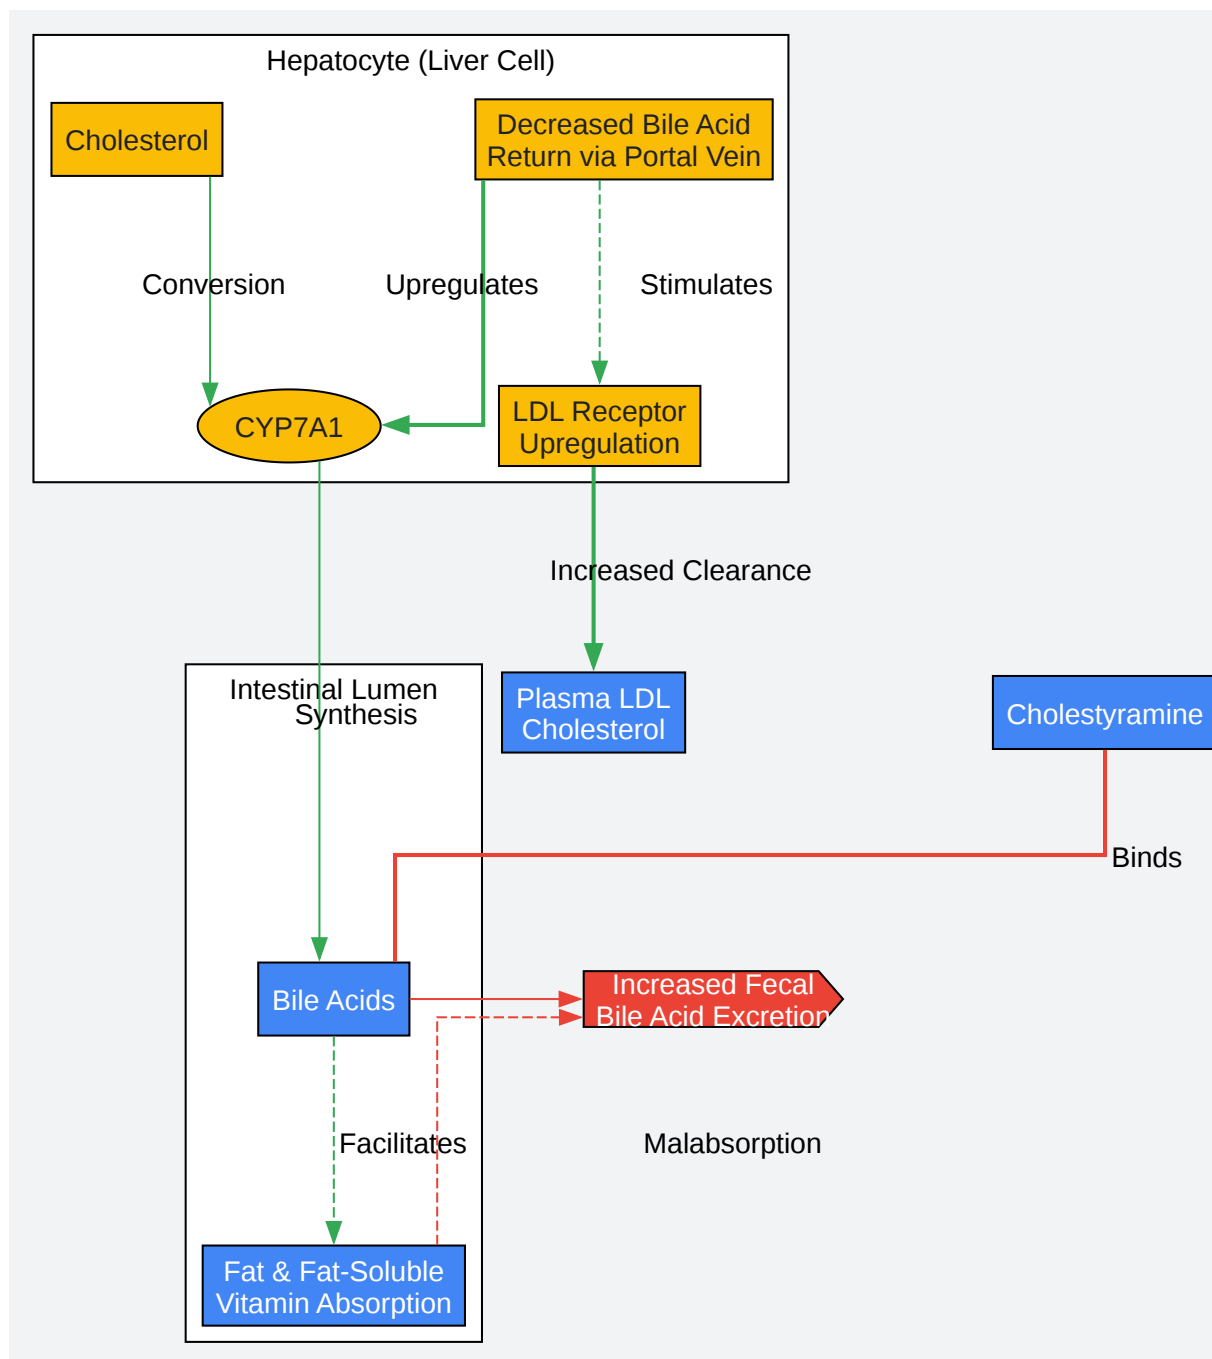 Hepatocyte (Liver Cell)
Cholesterol
Decreased Bile Acid
Return via Portal Vein
Conversion
Upregulates
Stimulates
CYP7A1
LDL Receptor
Upregulation
Increased Clearance
Intestinal Lumen
Synthesis
Plasma LDL
Cholesterol
Cholestyramine
Binds
Bile Acids
Increased Fecal
Bile Acid Excretion
Facilitates
Malabsorption
Fat & Fat-Soluble
Vitamin Absorption